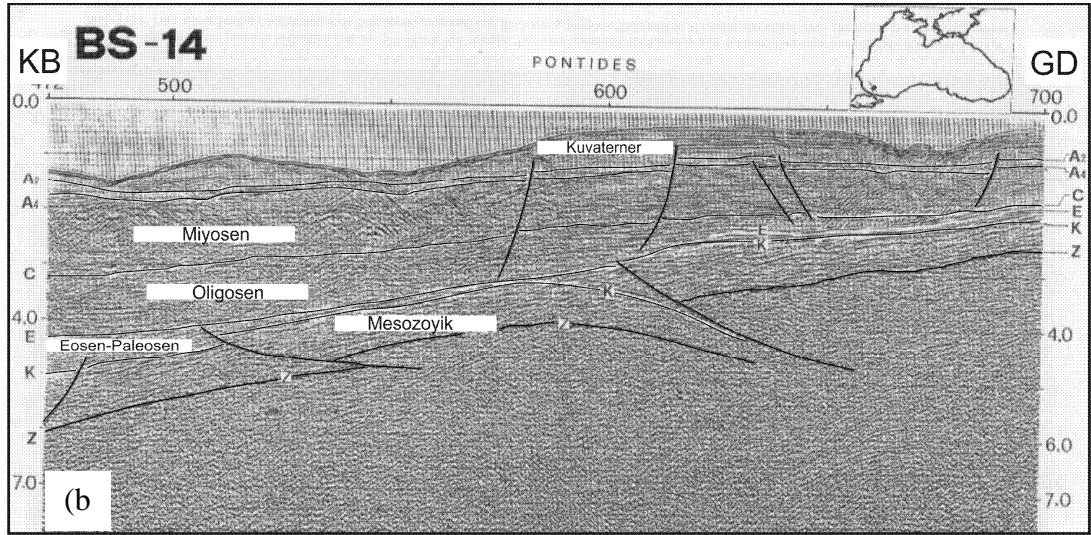 BS-14
KB
PONTIDES
GD
472 500 600 700
0.0 0.0
Kuvaterner
A₂ A₂
A₄ A₄
Miyosen
C
E E
K K
Z
C
Oligosen
K
4.0 Mesozoyik Z 4.0
E
Eosen-Paleosen
K
Z
Z
6.0
7.0 7.0
(b)